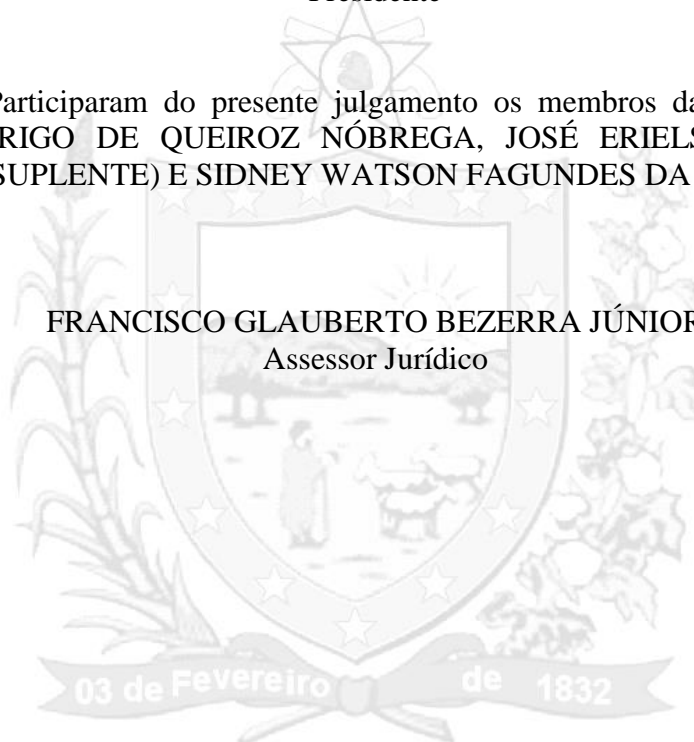 Participaram do presente julgamento os membros da
RIGO DE QUEIROZ NÓBREGA, JOSÉ ERIELS
SUPLENTE) E SIDNEY WATSON FAGUNDES DA
FRANCISCO GLAUBERTO BEZERRA JÚNIOR
Assessor Jurídico
03 de Fevereiro de 1832